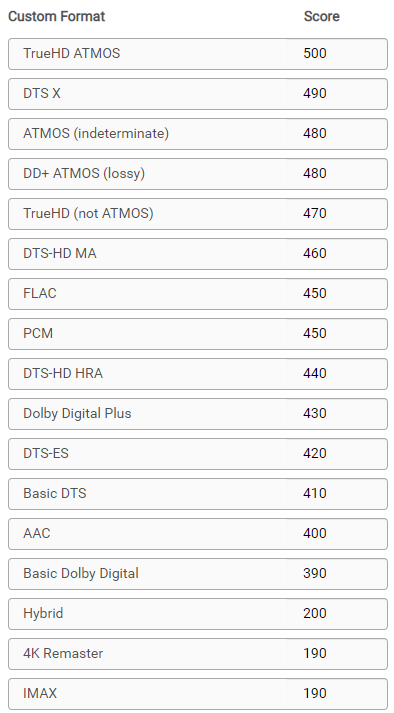 Custom Format Score
TrueHD ATMOS 500
DTS X 490
ATMOS (indeterminate) 480
DD+ ATMOS (lossy) 480
TrueHD (not ATMOS) 470
DTS-HD MA 460
FLAC 450
PCM 450
DTS-HD HRA 440
Dolby Digital Plus 430
DTS-ES 420
Basic DTS 410
AAC 400
Basic Dolby Digital 390
Hybrid 200
4K Remaster 190
IMAX 190